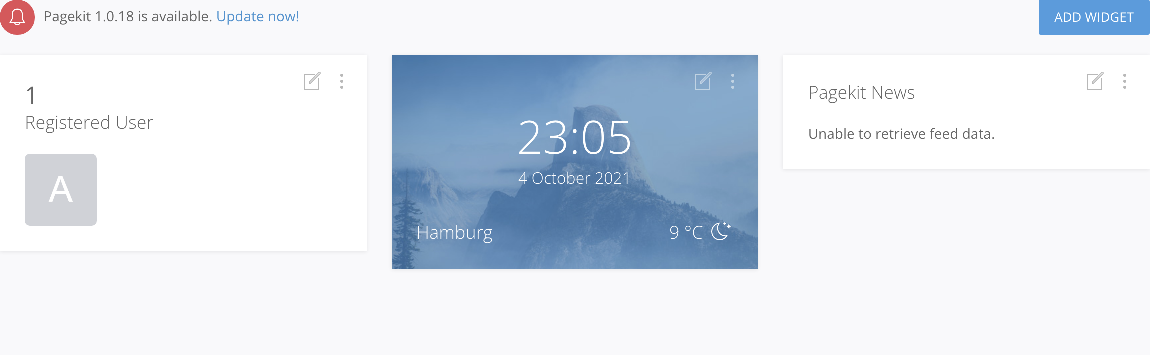 Pagekit 1.0.18 is available. Update now!
ADD WIDGET
1
Registered User
A
23:05
4 October 2021
Hamburg
9 °C
Pagekit News
Unable to retrieve feed data.